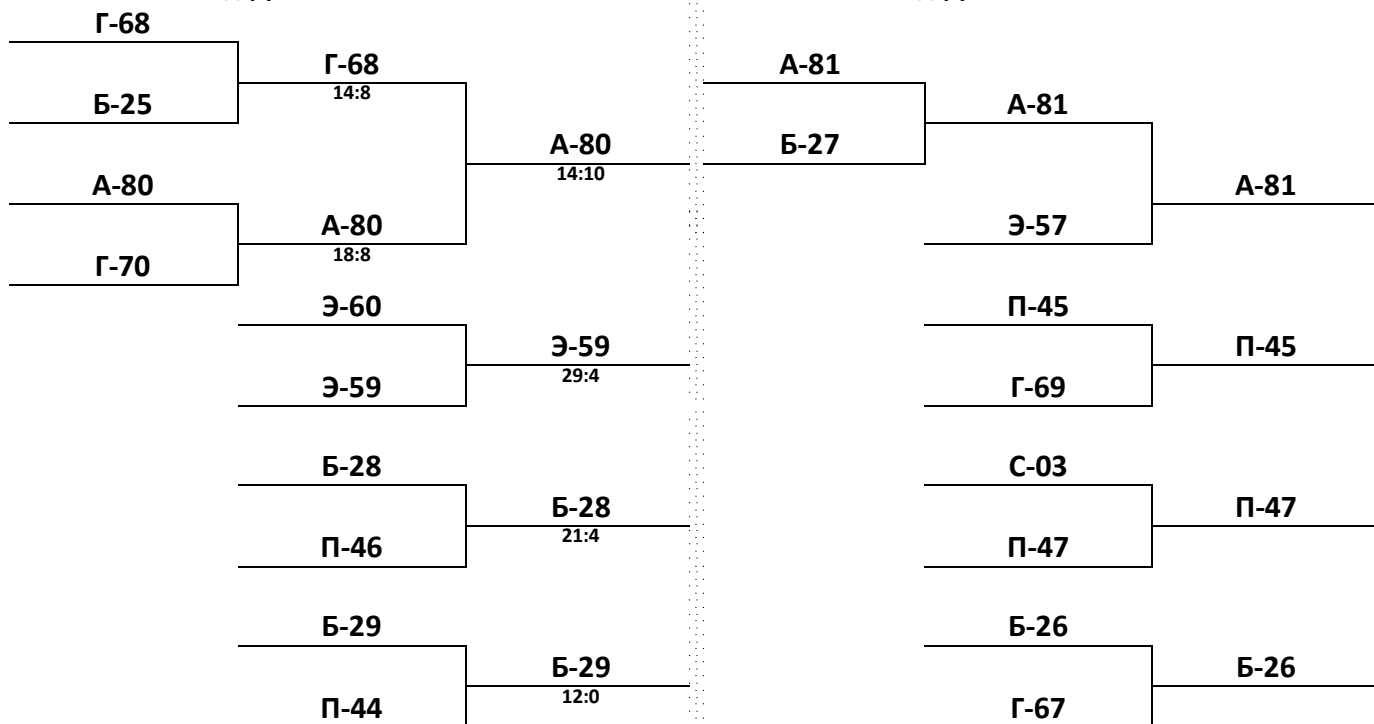 Г-68
Б-25
А-80
Г-70
Г-68
14:8
А-80
18:8
Э-60
Э-59
Б-28
П-46
Б-29
П-44
А-80
14:10
Э-59
29:4
Б-28
21:4
Б-29
12:0
А-81
Б-27
А-81
Э-57
П-45
Г-69
С-03
П-47
Б-26
Г-67
А-81
П-45
П-47
Б-26